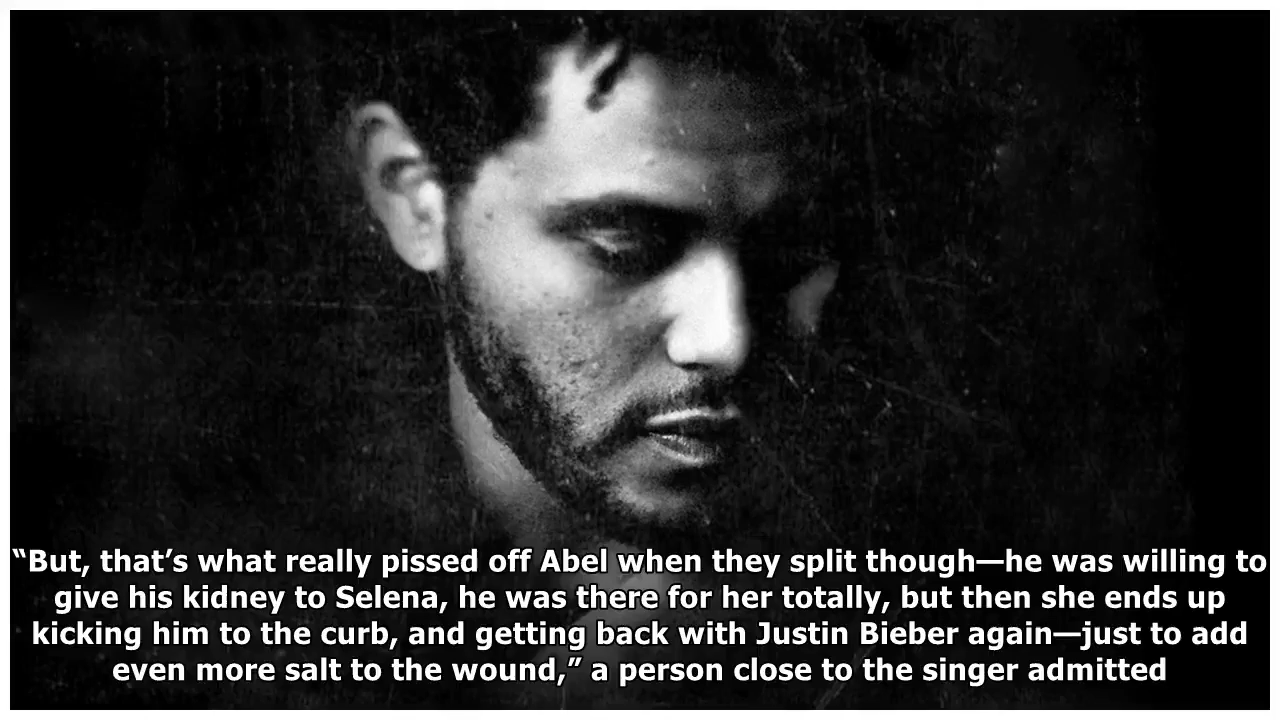 “But, that’s what really pissed off Abel when they split though—he was willing to
give his kidney to Selena, he was there for her totally, but then she ends up
kicking him to the curb, and getting back with Justin Bieber again—just to add
even more salt to the wound,” a person close to the singer admitted